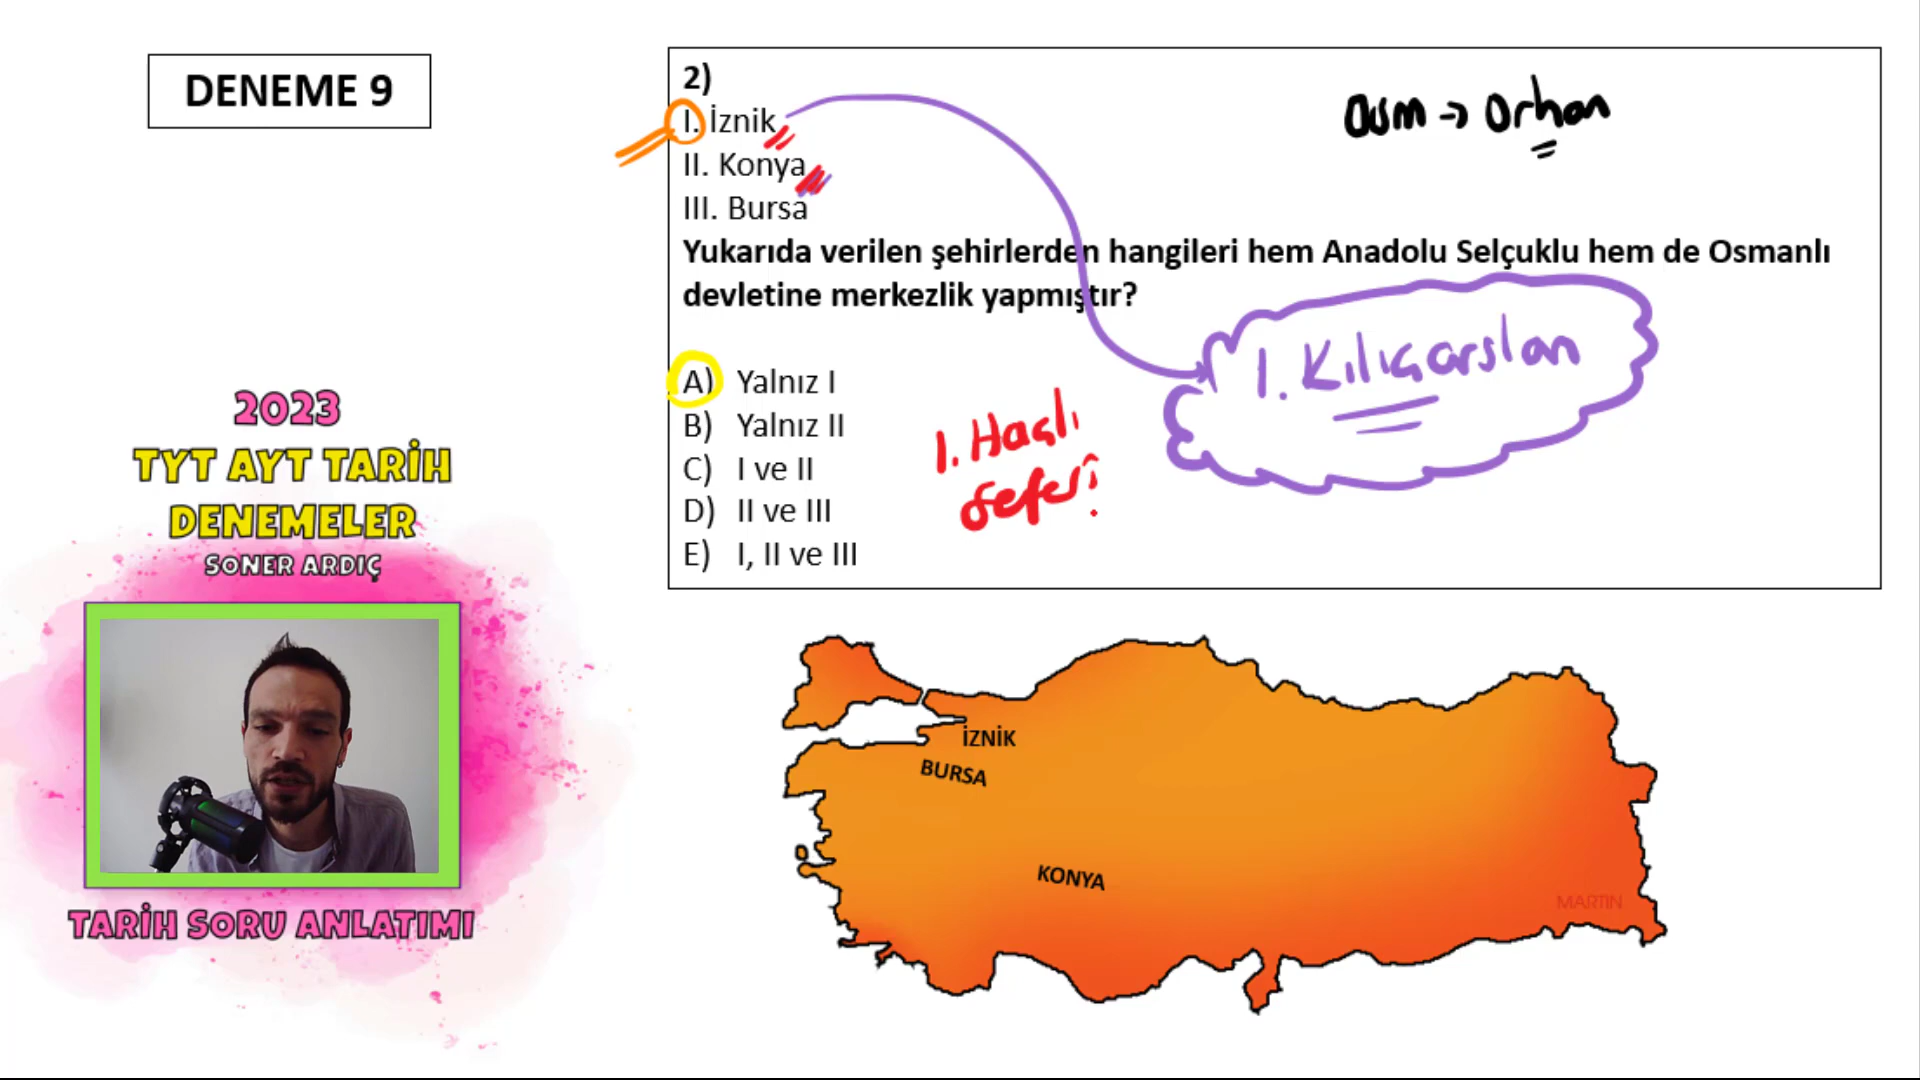 DENEME 9
2)
I. İznik
II. Konya
III. Bursa
Yukarıda verilen şehirlerden hangileri hem Anadolu Selçuklu hem de Osmanlı
devletine merkezlik yapmıştır?
A) Yalnız I
B) Yalnız II
C) I ve II
D) II ve III
E) I, II ve III
Osm → Orhan
I. Kılıçarslan
I. Haçlı
Seferi
2023
TYT AYT TARİH
DENEMELER
SONER ARDIÇ
TARİH SORU ANLATIMI
İZNİK
BURSA
KONYA
MARTIN